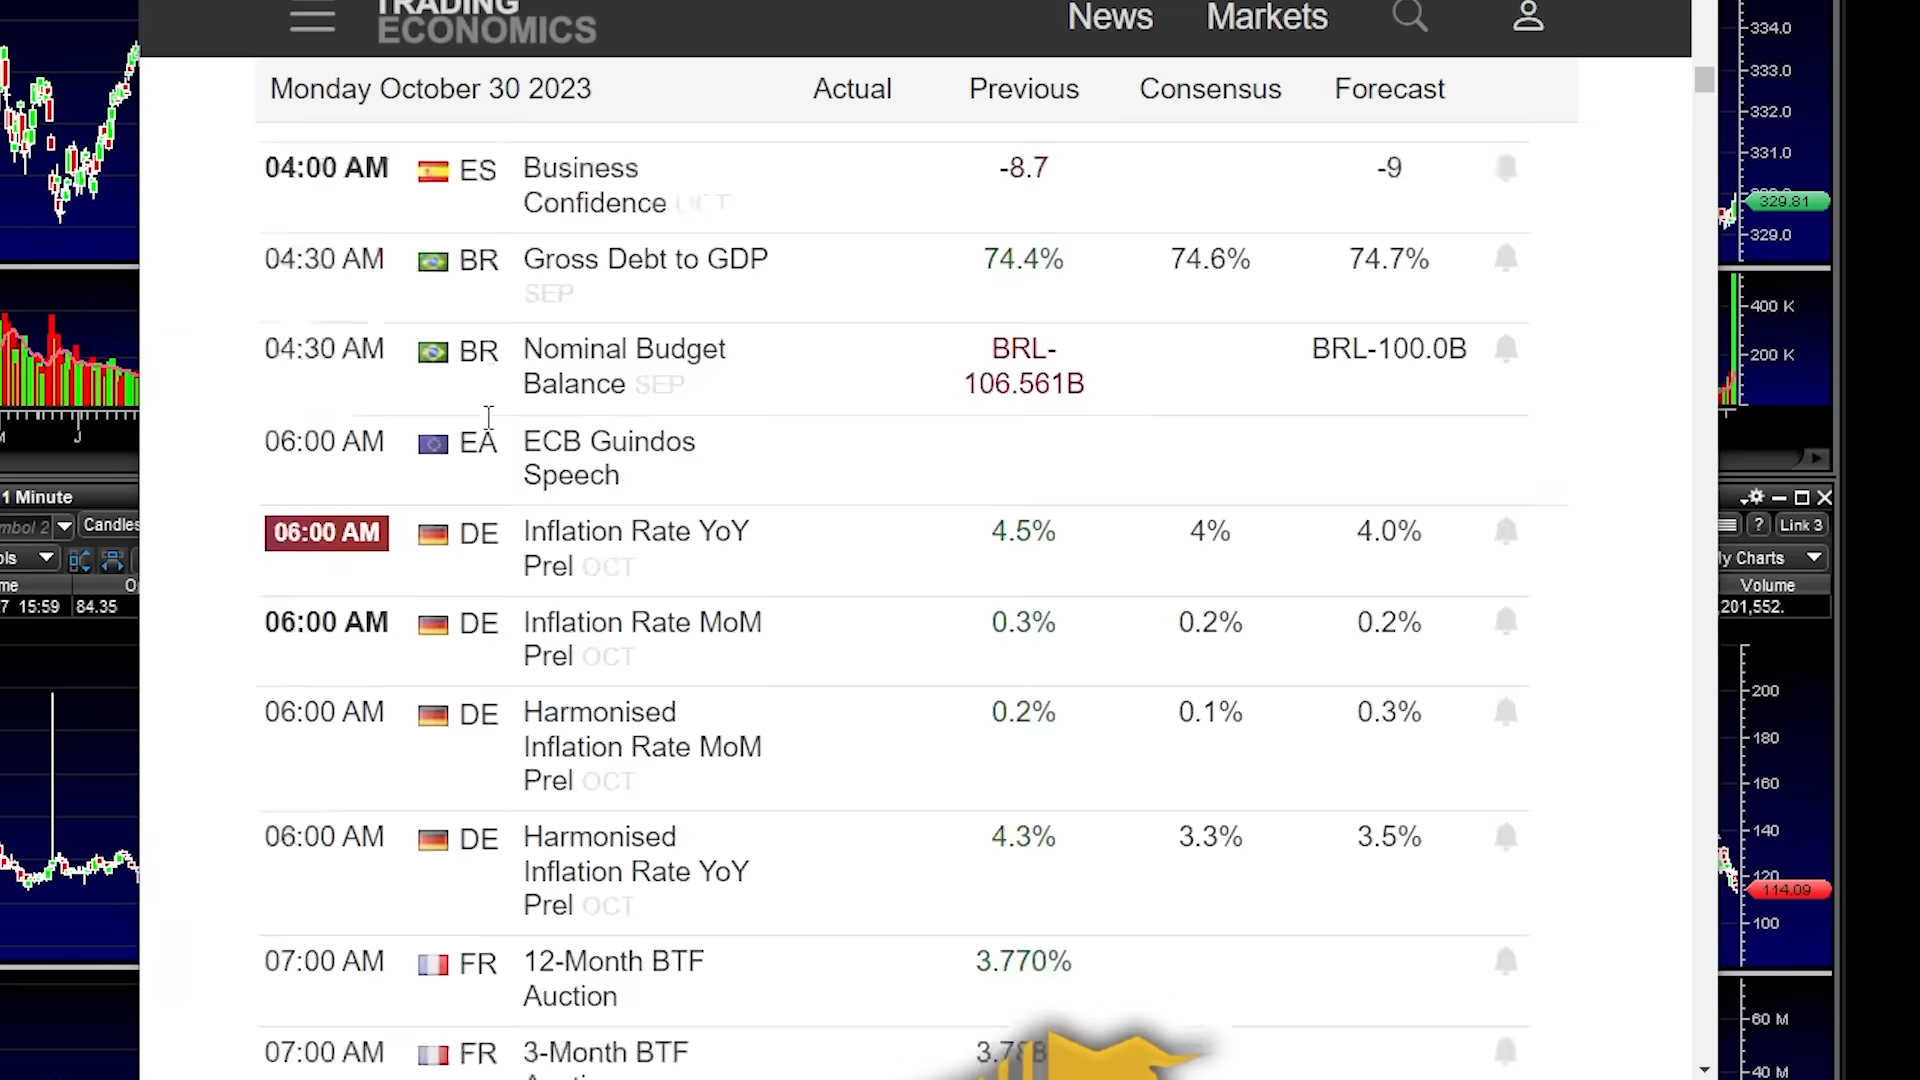 TRADING
ECONOMICS
News Markets
Monday October 30 2023 Actual Previous Consensus Forecast
04:00 AM ES Business -8.7 -9
Confidence OCT
04:30 AM BR Gross Debt to GDP 74.4% 74.6% 74.7%
SEP
04:30 AM BR Nominal Budget BRL- BRL-100.0B
Balance SEP 106.561B
06:00 AM EA ECB Guindos
Speech
06:00 AM DE Inflation Rate YoY 4.5% 4% 4.0%
Prel OCT
06:00 AM DE Inflation Rate MoM 0.3% 0.2% 0.2%
Prel OCT
06:00 AM DE Harmonised 0.2% 0.1% 0.3%
Inflation Rate MoM
Prel OCT
06:00 AM DE Harmonised 4.3% 3.3% 3.5%
Inflation Rate YoY
Prel OCT
07:00 AM FR 12-Month BTF 3.770%
Auction
07:00 AM FR 3-Month BTF
J
1 Minute
mbol 2 Candles
ols
me O
7 15:59 84.35
334.0
333.0
332.0
331.0
329.81
329.0
400 K
200 K
? Link 3
y Charts
Volume
201,552.
200
180
160
140
120
114.09
100
60 M
40 M